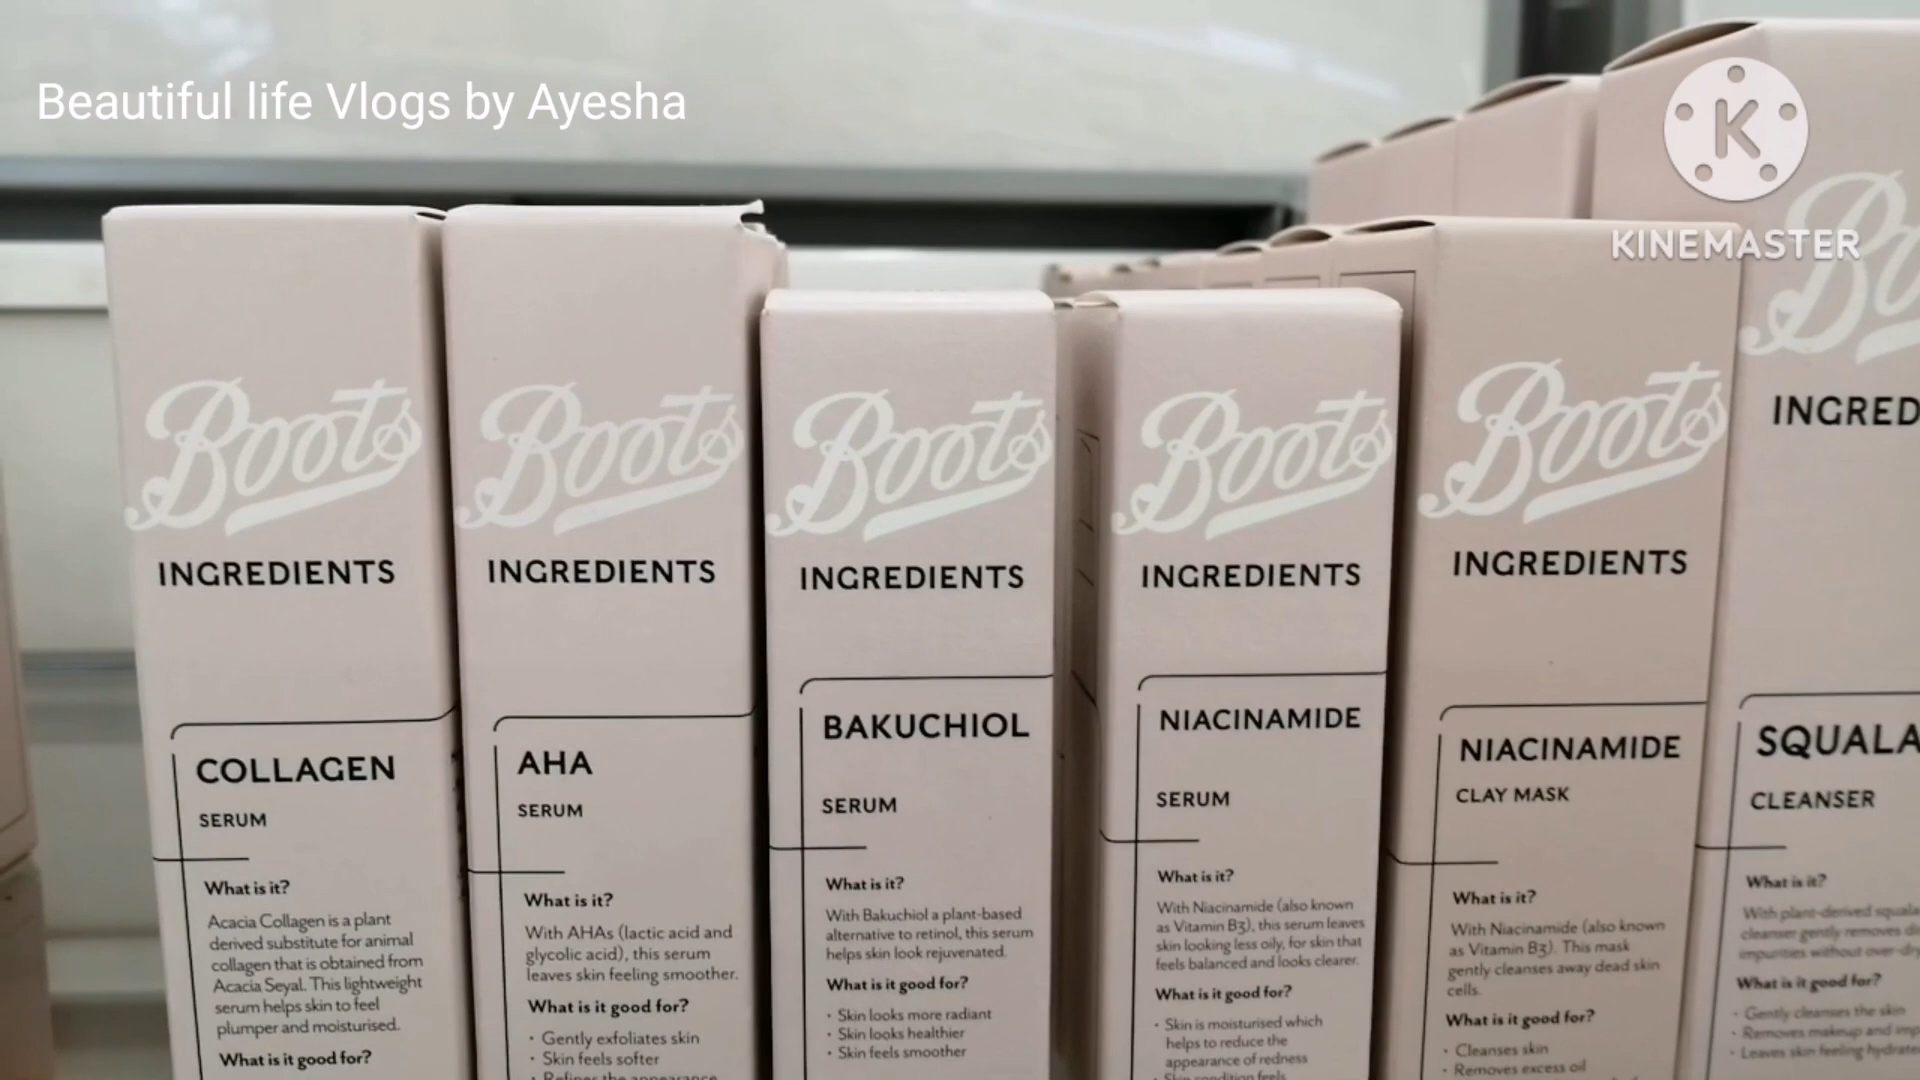 Beautiful life Vlogs by Ayesha
K
KINEMASTER
Boots
INGREDIENTS
COLLAGEN
SERUM
What is it?
Acacia Collagen is a plant
derived substitute for animal
collagen that is obtained from
Acacia Seyal. This lightweight
serum helps skin to feel
plumper and moisturised.
What is it good for?
Boots
INGREDIENTS
AHA
SERUM
What is it?
With AHAs (lactic acid and
glycolic acid), this serum
leaves skin feeling smoother.
What is it good for?
• Gently exfoliates skin
• Skin feels softer
• Refines the appearance
Boots
INGREDIENTS
BAKUCHIOL
SERUM
What is it?
With Bakuchiol a plant-based
alternative to retinol, this serum
helps skin look rejuvenated.
What is it good for?
• Skin looks more radiant
• Skin looks healthier
• Skin feels smoother
Boots
INGREDIENTS
NIACINAMIDE
SERUM
What is it?
With Niacinamide (also known
as Vitamin B3), this serum leaves
skin looking less oily, for skin that
feels balanced and looks clearer.
What is it good for?
• Skin is moisturised which
helps to reduce the
appearance of redness
• Skin condition feels
Boots
INGREDIENTS
NIACINAMIDE
CLAY MASK
What is it?
With Niacinamide (also known
as Vitamin B3). This mask
gently cleanses away dead skin
cells.
What is it good for?
• Cleanses skin
• Removes excess oil
Boo
INGRED
SQUALA
CLEANSER
What is it?
With plant-derived squala
cleanser gently removes di
impurities without over-dry
What is it good for?
• Gently cleanses the skin
• Removes makeup and imp
• Leaves skin feeling hydrate